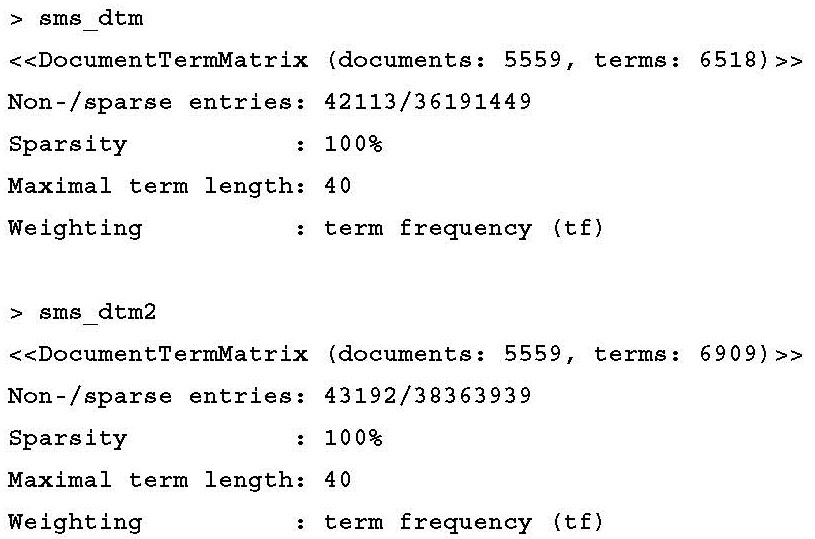 > sms_dtm
<<DocumentTermMatrix (documents: 5559, terms: 6518)>>
Non-/sparse entries: 42113/36191449
Sparsity           : 100%
Maximal term length: 40
Weighting          : term frequency (tf)
> sms_dtm2
<<DocumentTermMatrix (documents: 5559, terms: 6909)>>
Non-/sparse entries: 43192/38363939
Sparsity           : 100%
Maximal term length: 40
Weighting          : term frequency (tf)